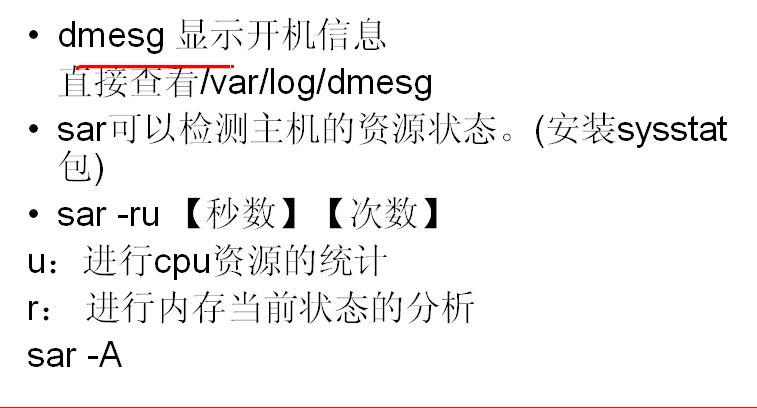 • dmesg 显示开机信息
直接查看/var/log/dmesg
• sar可以检测主机的资源状态。(安装sysstat
包)
• sar -ru 【秒数】【次数】
u：进行cpu资源的统计
r： 进行内存当前状态的分析
sar -A